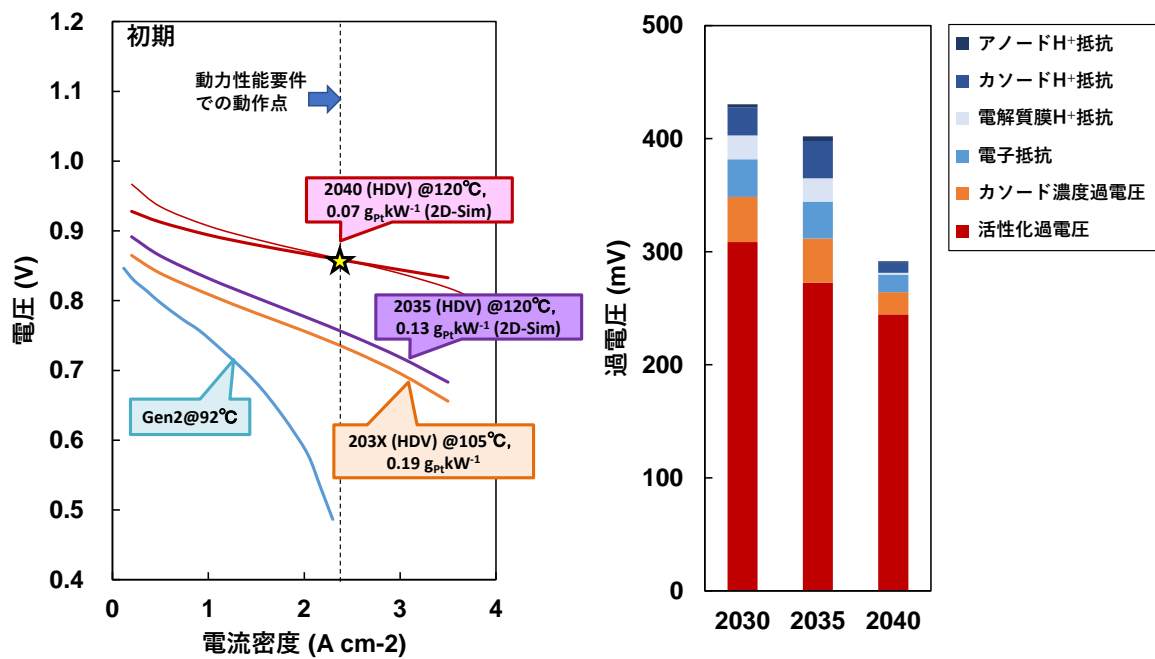 初期
動力性能要件
での動作点
2040 (HDV) @120℃,
0.07 gPtkW-1 (2D-Sim)
2035 (HDV) @120℃,
0.13 gPtkW-1 (2D-Sim)
Gen2@92℃
203X (HDV) @105℃,
0.19 gPtkW-1
電圧 (V)
1.2
1.1
1.0
0.9
0.8
0.7
0.6
0.5
0.4
0
1
2
3
4
電流密度 (A cm-2)
過電圧 (mV)
500
400
300
200
100
0
2030
2035
2040
アノードH+抵抗
カソードH+抵抗
電解質膜H+抵抗
電子抵抗
カソード濃度過電圧
活性化過電圧